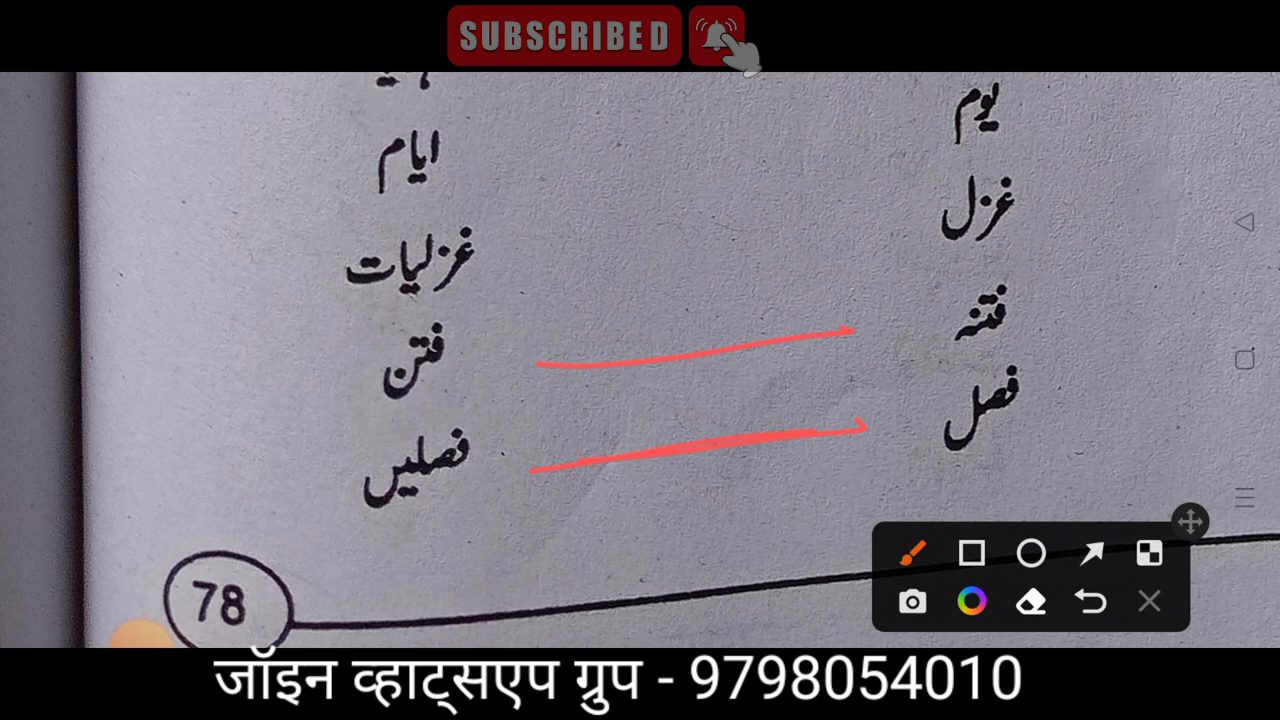 SUBSCRIBED
یوم
ایام
غزل
غزلیات
فتنہ
فتن
فصل
فصلیں
78
जॉइन व्हाट्सएप ग्रुप - 9798054010